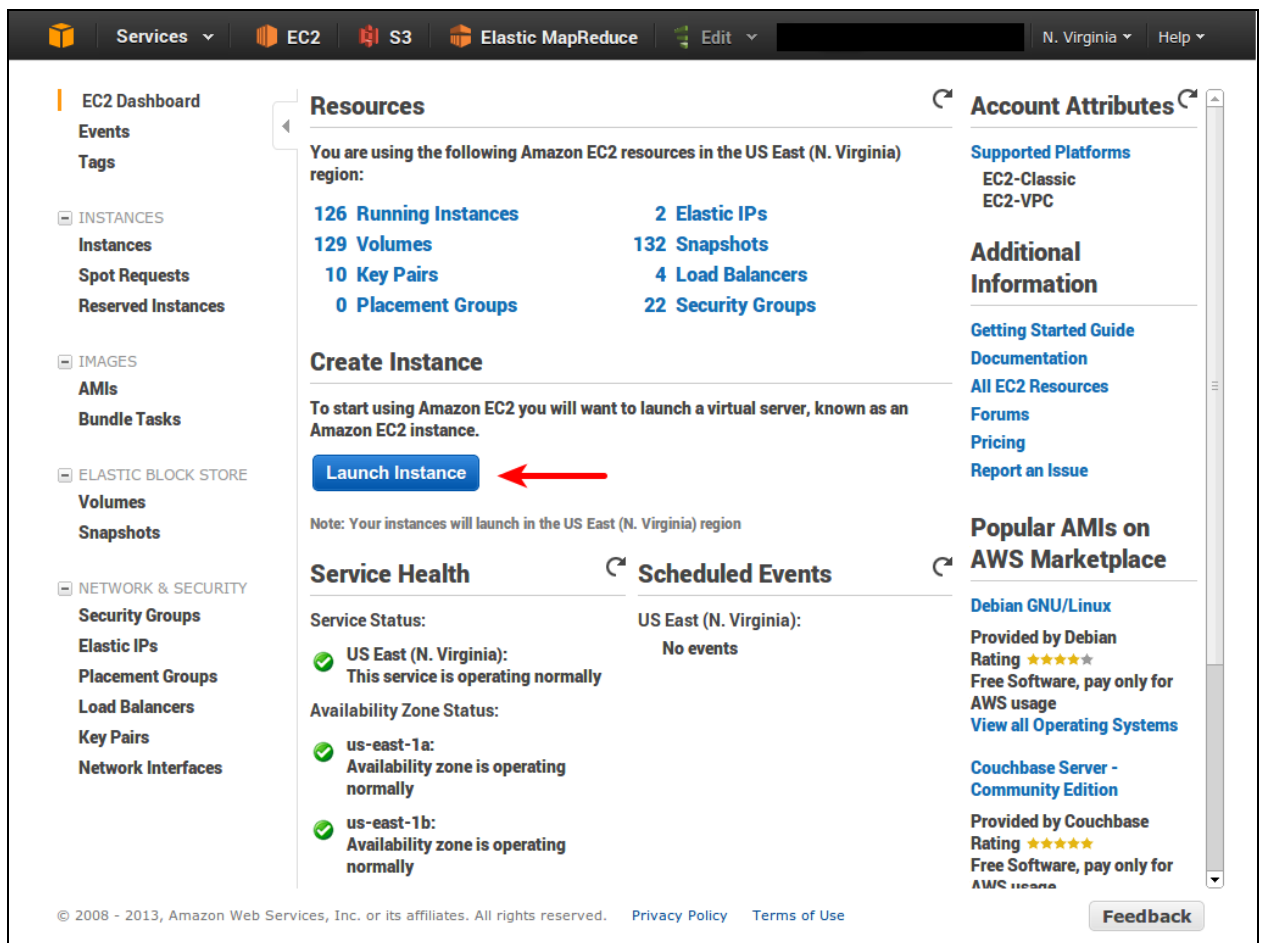 Services
EC2
S3
Elastic MapReduce
Edit
N. Virginia
Help
EC2 Dashboard
Events
Tags
INSTANCES
Instances
Spot Requests
Reserved Instances
IMAGES
AMIs
Bundle Tasks
ELASTIC BLOCK STORE
Volumes
Snapshots
NETWORK & SECURITY
Security Groups
Elastic IPs
Placement Groups
Load Balancers
Key Pairs
Network Interfaces
Resources
You are using the following Amazon EC2 resources in the US East (N. Virginia)
region:
126 Running Instances
2 Elastic IPs
129 Volumes
132 Snapshots
10 Key Pairs
4 Load Balancers
0 Placement Groups
22 Security Groups
Create Instance
To start using Amazon EC2 you will want to launch a virtual server, known as an
Amazon EC2 instance.
Launch Instance
Note: Your instances will launch in the US East (N. Virginia) region
Service Health
Service Status:
US East (N. Virginia):
This service is operating normally
Availability Zone Status:
us-east-1a:
Availability zone is operating
normally
us-east-1b:
Availability zone is operating
normally
Scheduled Events
US East (N. Virginia):
No events
Account Attributes
Supported Platforms
EC2-Classic
EC2-VPC
Additional
Information
Getting Started Guide
Documentation
All EC2 Resources
Forums
Pricing
Report an Issue
Popular AMIs on
AWS Marketplace
Debian GNU/Linux
Provided by Debian
Rating
Free Software, pay only for
AWS usage
View all Operating Systems
Couchbase Server -
Community Edition
Provided by Couchbase
Rating
Free Software, pay only for
AWS usage
© 2008 - 2013, Amazon Web Services, Inc. or its affiliates. All rights reserved.
Privacy Policy
Terms of Use
Feedback